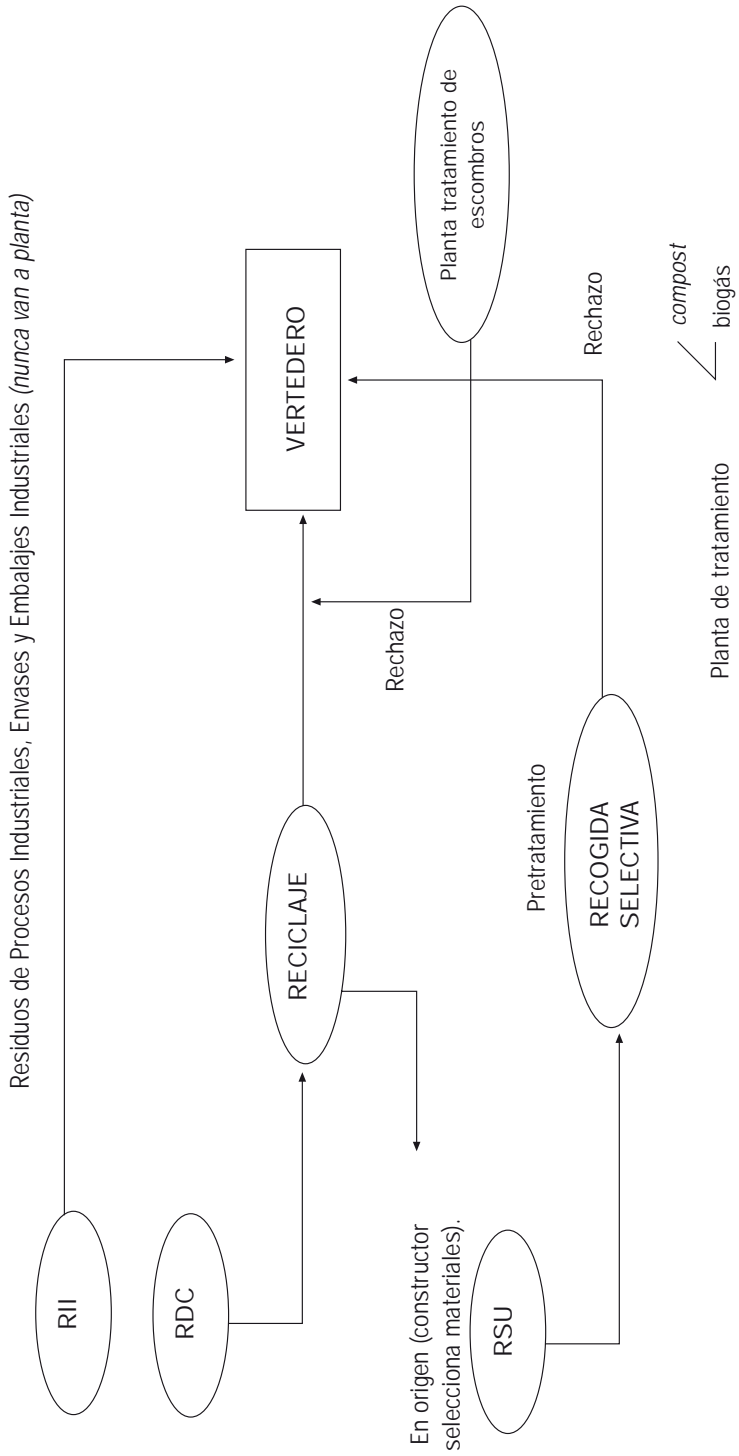 Residuos de Procesos Industriales, Envases y Embalajes Industriales (nunca van a planta)
RII
RDC
RECICLAJE
VERTEDERO
Planta tratamiento de
escombros
Rechazo
En origen (constructor
selecciona materiales).
RSU
Pretratamiento
RECOGIDA
SELECTIVA
Rechazo
Planta de tratamiento
compost
biogás